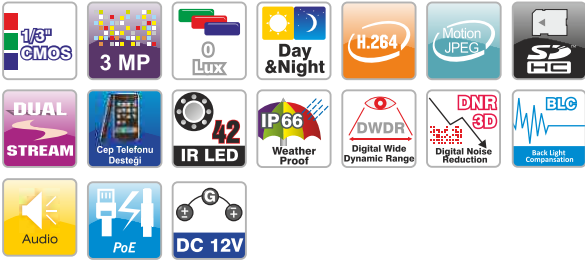 1/3"
CMOS
3 MP
0
Lux
Day
&Night
H.264
Motion
JPEG
SD
HC
DUAL
STREAM
Cep Telefonu
Desteği
42
IR LED
IP66
Weather
Proof
DWDR
Digital Wide
Dynamic Range
DNR
3D
Digital Noise
Reduction
BLC
Back Light
Compansation
Audio
PoE
G
DC 12V